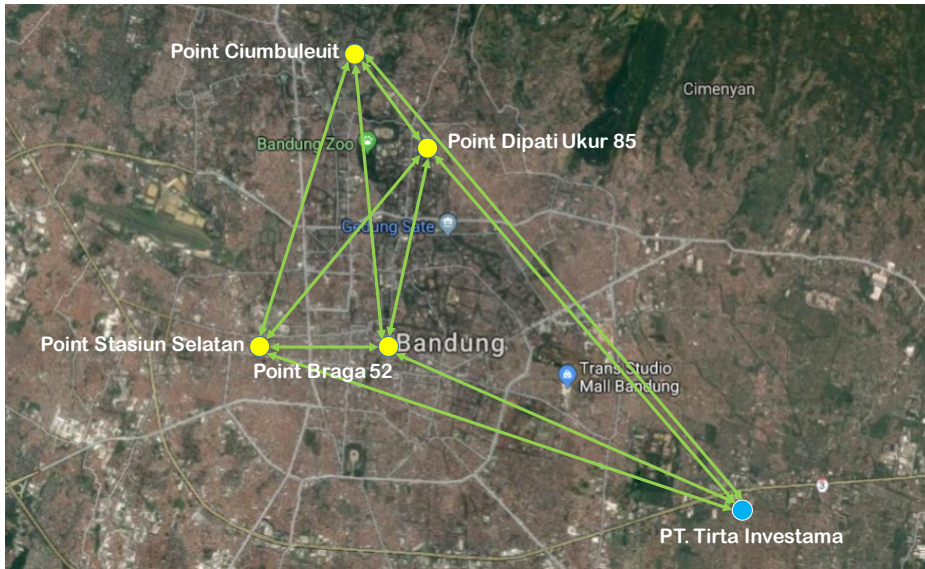 Point Ciumbuleuit
Cimenyan
Bandung Zoo
Point Dipati Ukur 85
Gedung Sate
Point Stasiun Selatan
Bandung
Point Braga 52
Trans Studio
Mall Bandung
3
PT. Tirta Investama